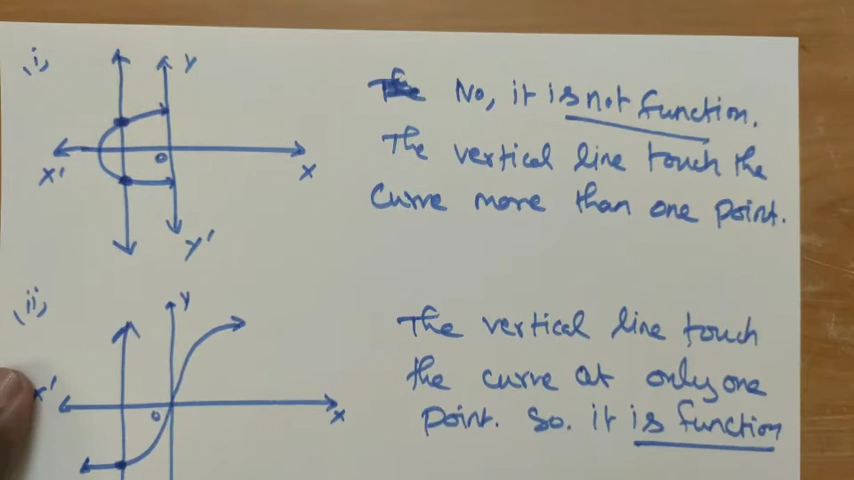 (i)
Y
No, it is not function.
X'
O
X
The vertical line touch the
Curve more than one point.
Y'
(ii)
Y
The vertical line touch
X'
O
X
the curve at only one
point. So. it is function